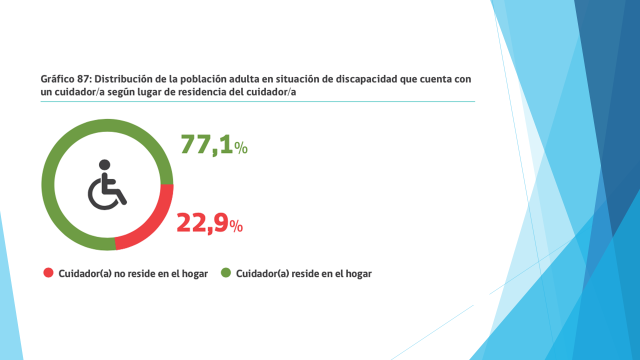 Gráfico 87: Distribución de la población adulta en situación de discapacidad que cuenta con
un cuidador/a según lugar de residencia del cuidador/a
77,1%
22,9%
Cuidador(a) no reside en el hogar
Cuidador(a) reside en el hogar